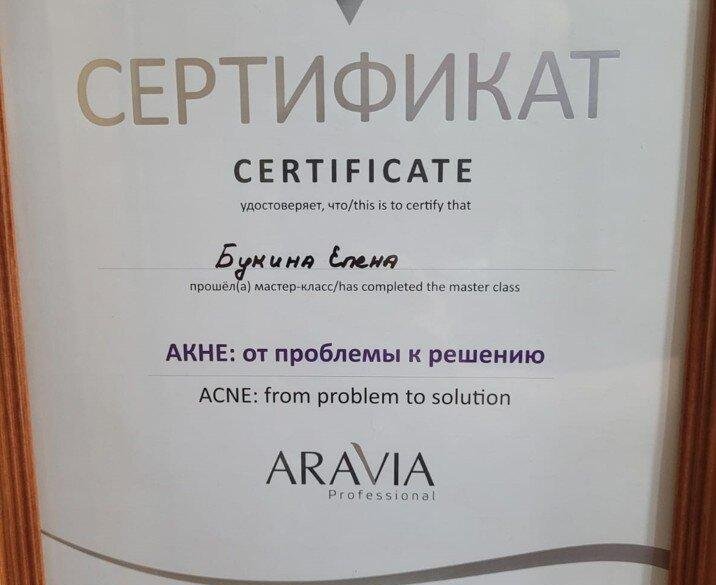 СЕРТИФИКАТ
CERTIFICATE
удостоверяет, что/this is to certify that
Букина Елена
прошёл(а) мастер-класс/has completed the master class
АКНЕ: от проблемы к решению
ACNE: from problem to solution
ARAVIA
Professional